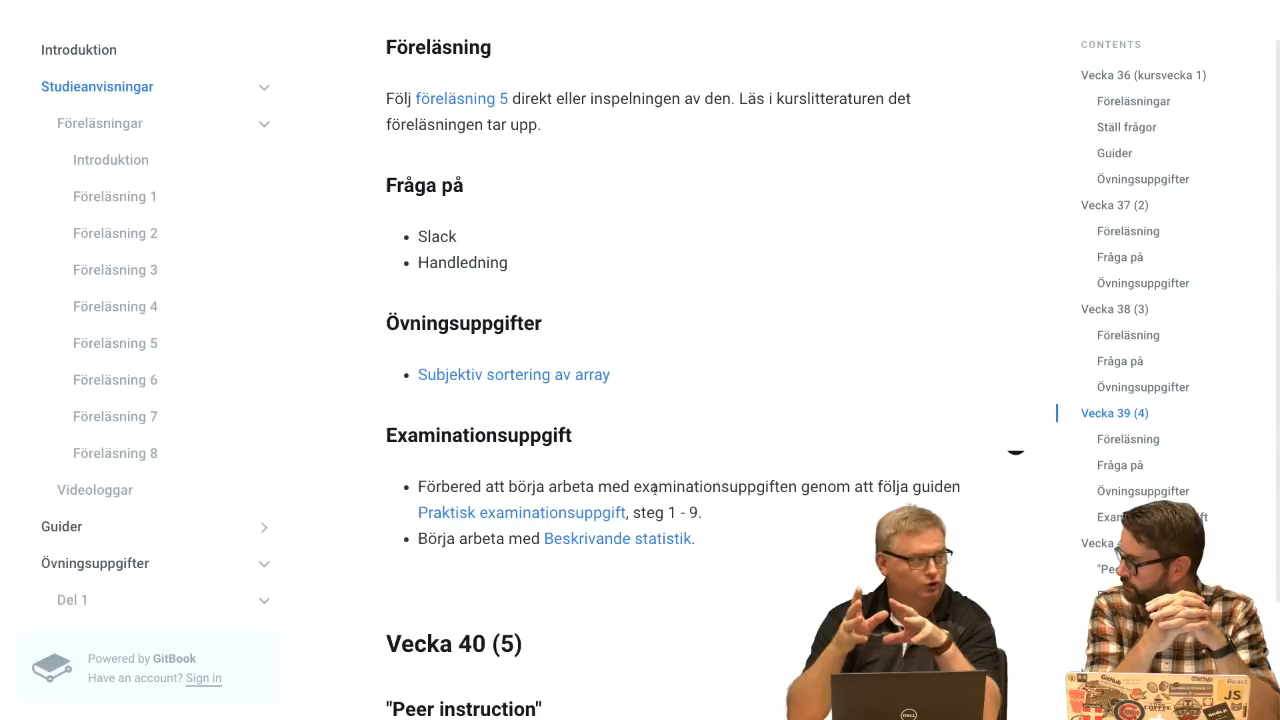 Introduktion
Studieanvisningar
Föreläsningar
Introduktion
Föreläsning 1
Föreläsning 2
Föreläsning 3
Föreläsning 4
Föreläsning 5
Föreläsning 6
Föreläsning 7
Föreläsning 8
Videologgar
Guider
Övningsuppgifter
Del 1
Powered by GitBook
Have an account? Sign in
Föreläsning
Följ föreläsning 5 direkt eller inspelningen av den. Läs i kurslitteraturen det
föreläsningen tar upp.
Fråga på
Slack
Handledning
Övningsuppgifter
Subjektiv sortering av array
Examinationsuppgift
Förbered att börja arbeta med examinationsuppgiften genom att följa guiden
Praktisk examinationsuppgift, steg 1 - 9.
Börja arbeta med Beskrivande statistik.
Vecka 40 (5)
"Peer instruction"
CONTENTS
Vecka 36 (kursvecka 1)
Föreläsningar
Ställ frågor
Guider
Övningsuppgifter
Vecka 37 (2)
Föreläsning
Fråga på
Övningsuppgifter
Vecka 38 (3)
Föreläsning
Fråga på
Övningsuppgifter
Vecka 39 (4)
Föreläsning
Fråga på
Övningsuppgifter
Vecka
DELL
GitHub
React
JS